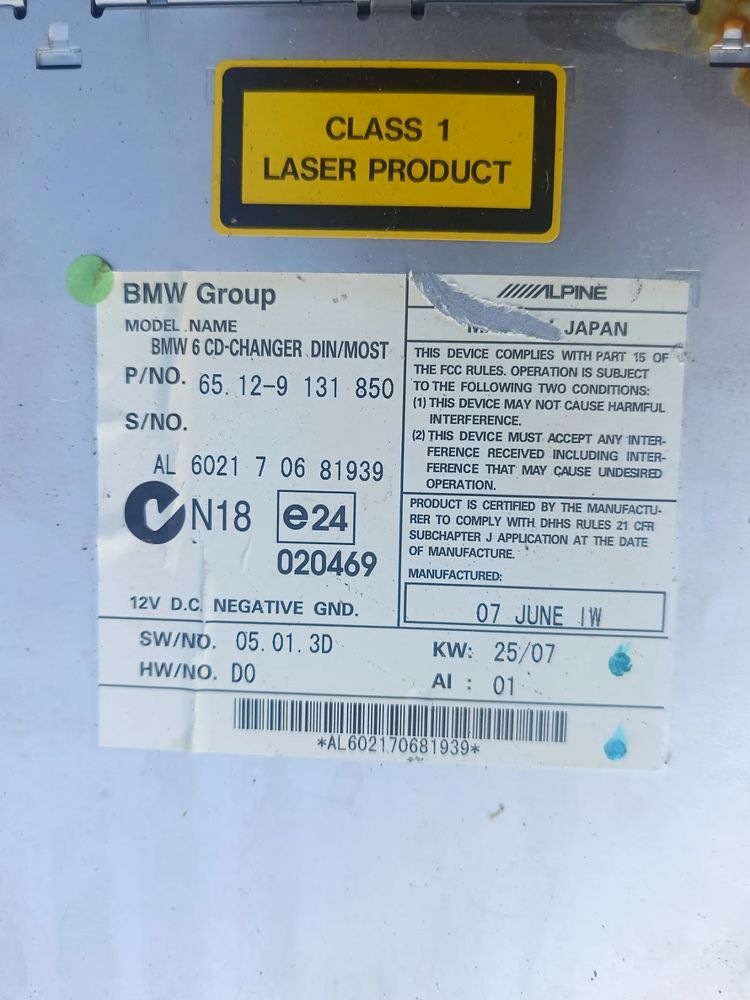 CLASS 1
LASER PRODUCT
BMW Group
MODEL NAME
BMW 6 CD-CHANGER DIN/MOST
P/NO. 65.12-9 131 850
S/NO.
AL 6021 7 06 81939
N18 e24
020469
12V D.C. NEGATIVE GND.
ALPINE
JAPAN
THIS DEVICE COMPLIES WITH PART 15 OF
THE FCC RULES. OPERATION IS SUBJECT
TO THE FOLLOWING TWO CONDITIONS:
(1) THIS DEVICE MAY NOT CAUSE HARMFUL
INTERFERENCE.
(2) THIS DEVICE MUST ACCEPT ANY INTER-
FERENCE RECEIVED INCLUDING INTER-
FERENCE THAT MAY CAUSE UNDESIRED
OPERATION.
PRODUCT IS CERTIFIED BY THE MANUFACTU-
RER TO COMPLY WITH DHHS RULES 21 CFR
SUBCHAPTER J APPLICATION AT THE DATE
OF MANUFACTURE.
MANUFACTURED:
07 JUNE IW
SW/NO. 05.01.3D
HW/NO. D0
KW: 25/07
AI : 01
*AL602170681939*